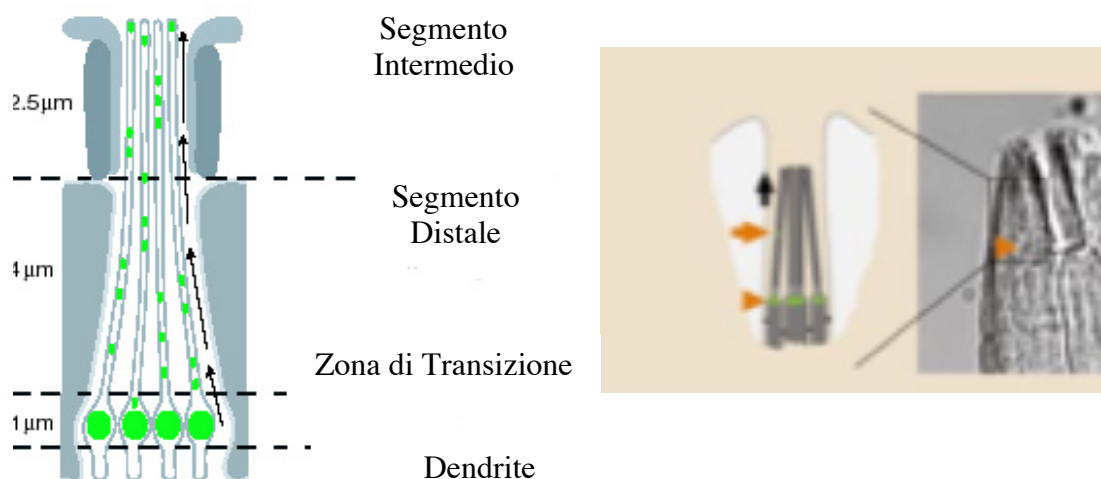 Segmento
Intermedio
2.5μm
Segmento
Distale
4μm
Zona di Transizione
1μm
Dendrite